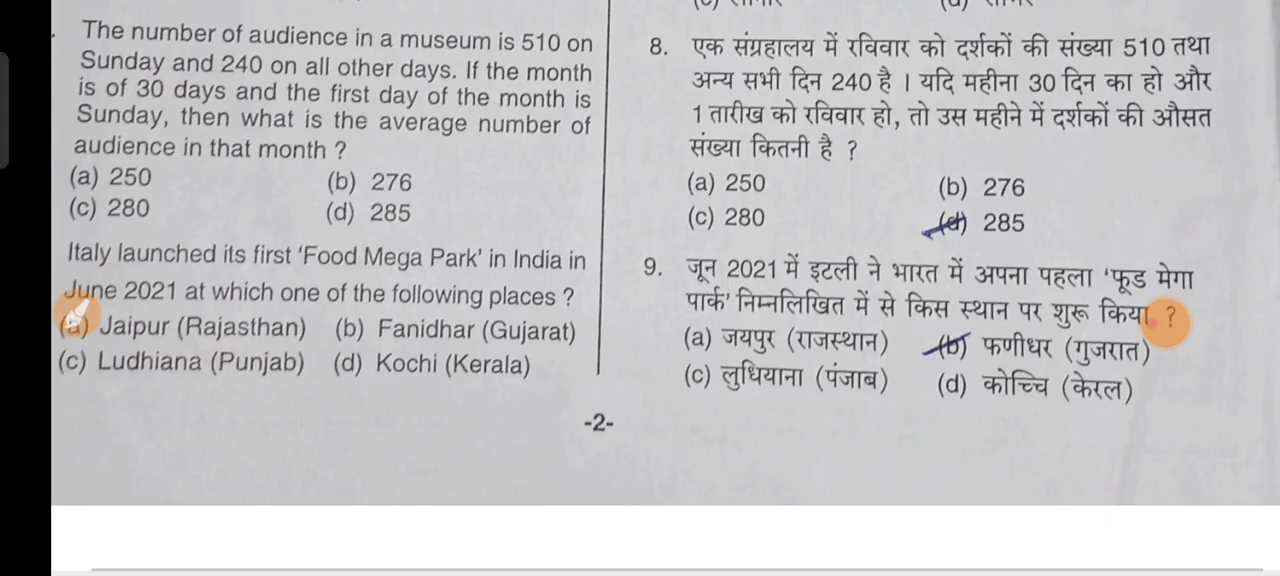 The number of audience in a museum is 510 on
Sunday and 240 on all other days. If the month
is of 30 days and the first day of the month is
Sunday, then what is the average number of
audience in that month ?
(a) 250 (b) 276
(c) 280 (d) 285
Italy launched its first ‘Food Mega Park’ in India in
June 2021 at which one of the following places ?
(a) Jaipur (Rajasthan) (b) Fanidhar (Gujarat)
(c) Ludhiana (Punjab) (d) Kochi (Kerala)
8. एक संग्रहालय में रविवार को दर्शकों की संख्या 510 तथा
अन्य सभी दिन 240 है । यदि महीना 30 दिन का हो और
1 तारीख को रविवार हो, तो उस महीने में दर्शकों की औसत
संख्या कितनी है ?
(a) 250 (b) 276
(c) 280 (d) 285
9. जून 2021 में इटली ने भारत में अपना पहला ‘फूड मेगा
पार्क’ निम्नलिखित में से किस स्थान पर शुरू किया ?
(a) जयपुर (राजस्थान) (b) फणीधर (गुजरात)
(c) लुधियाना (पंजाब) (d) कोच्चि (केरल)
-2-